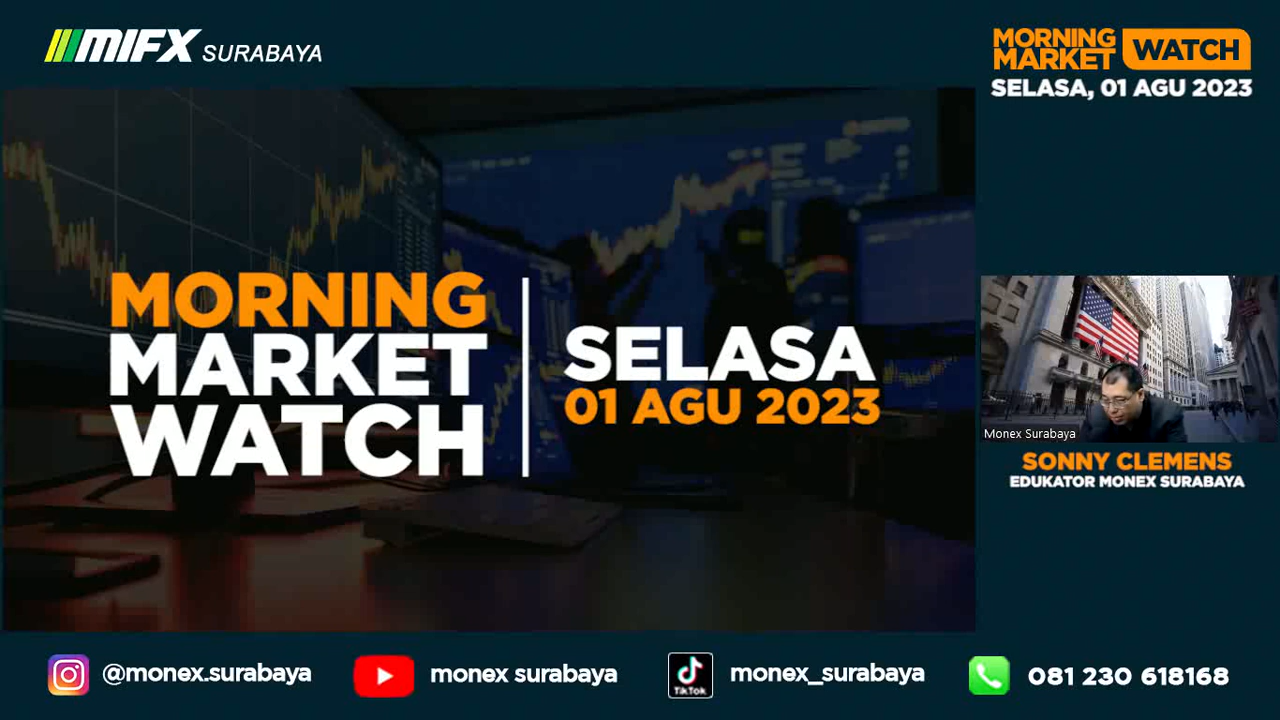 MIFX SURABAYA
MORNING
MARKET
WATCH
SELASA, 01 AGU 2023
MORNING
MARKET
WATCH
SELASA
01 AGU 2023
Monex Surabaya
SONNY CLEMENS
EDUKATOR MONEX SURABAYA
@monex.surabaya
monex surabaya
TikTok
monex_surabaya
081 230 618168